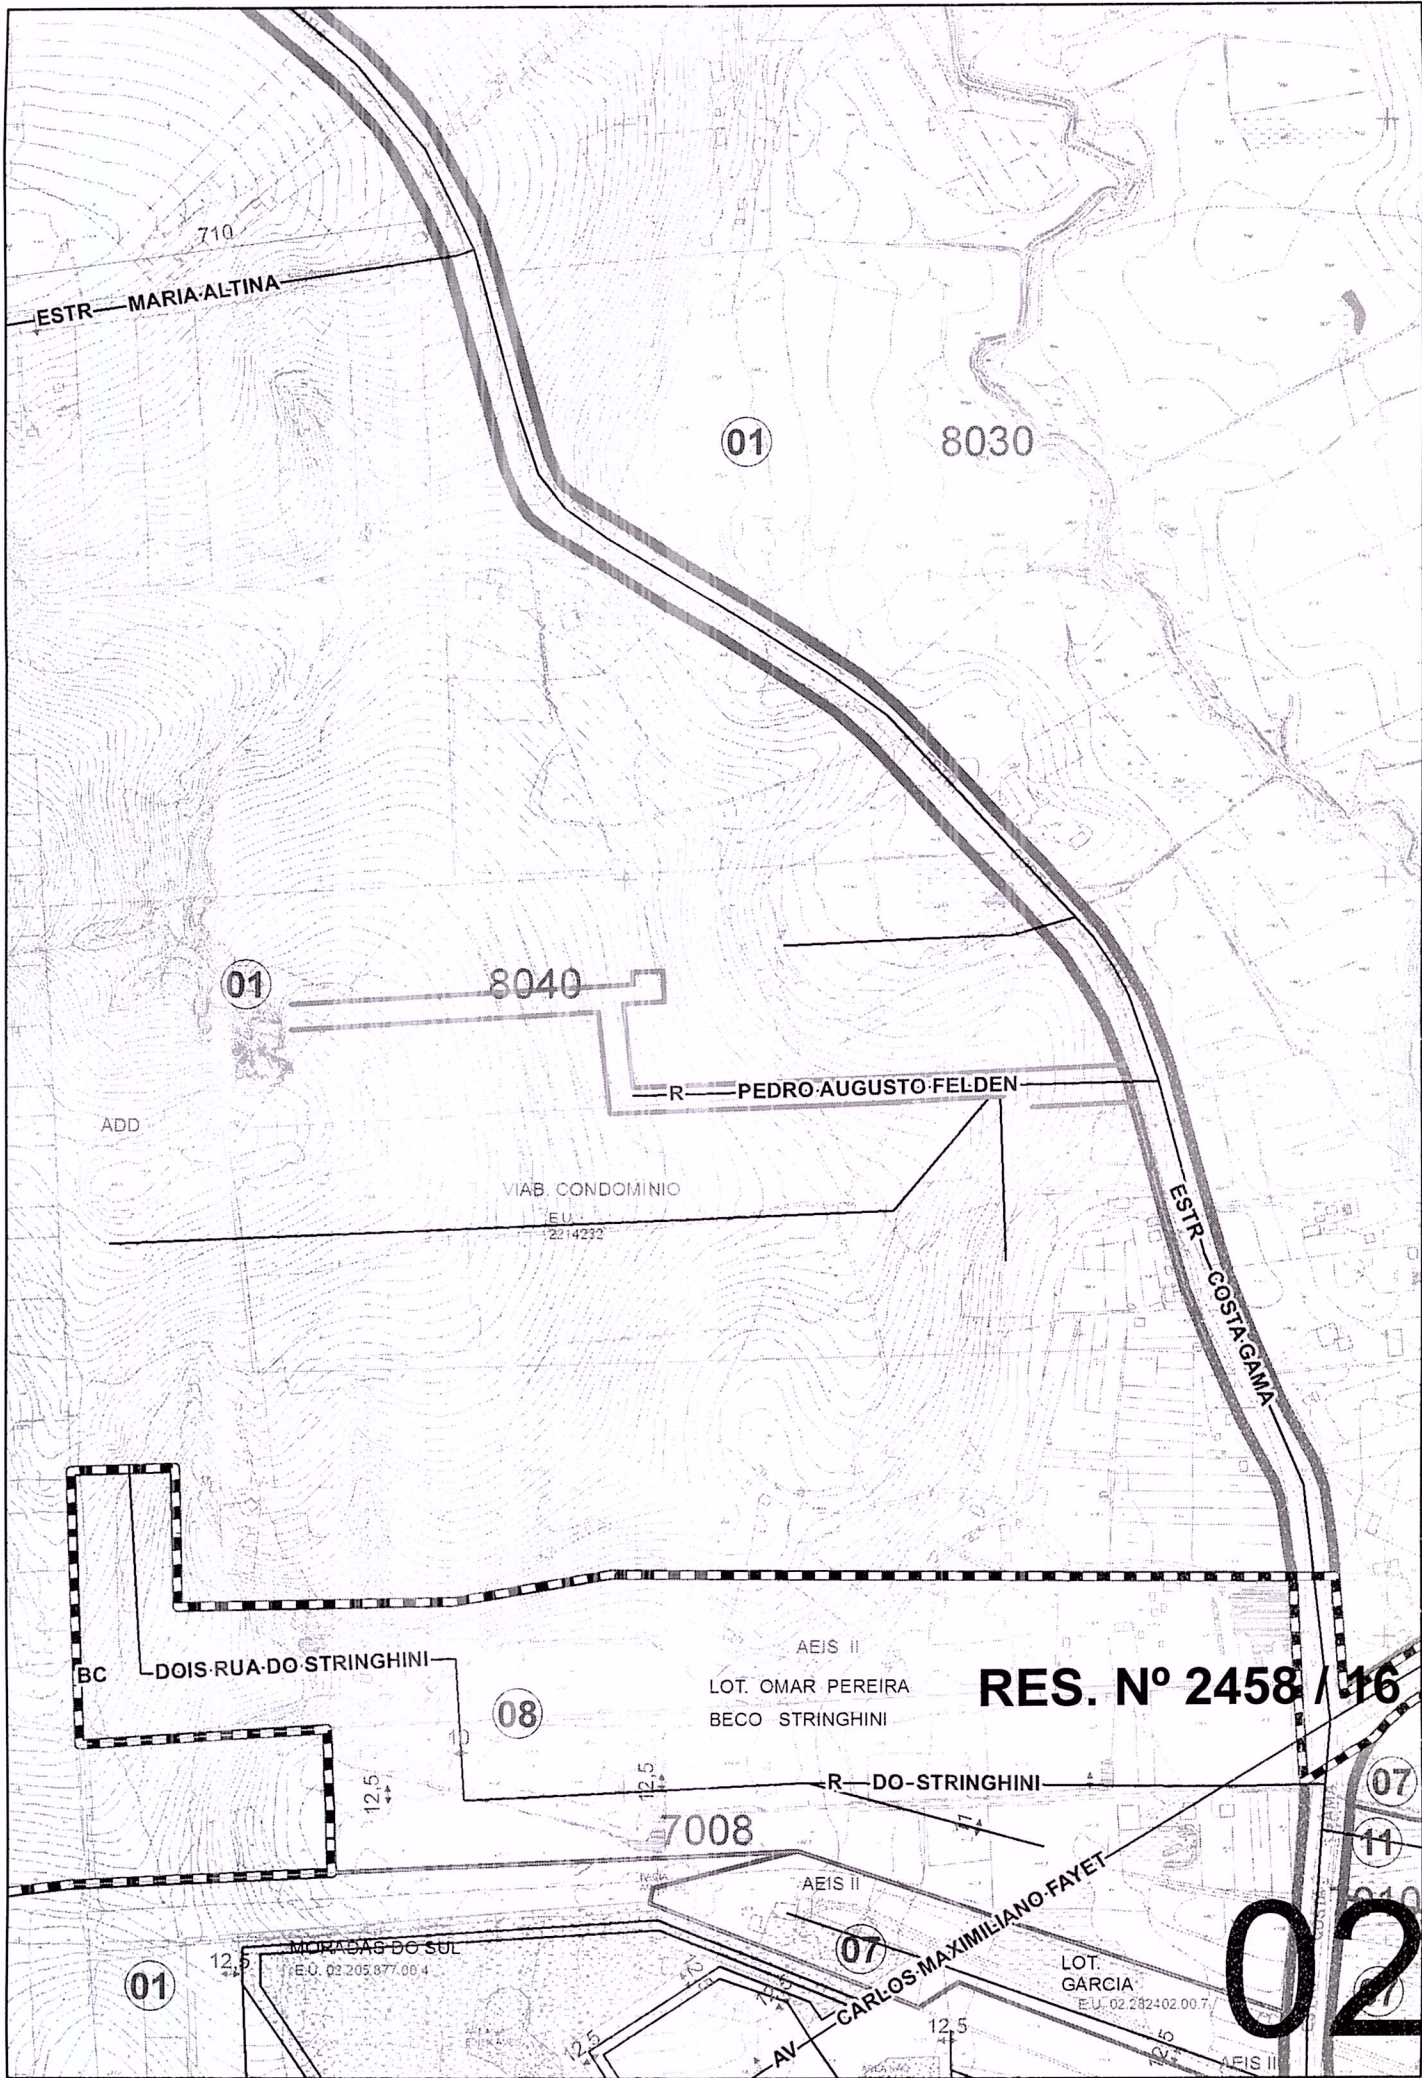 710
ESTR MARIA ALTINA
01
8030
01
8040
R PEDRO AUGUSTO FELDEN
ADD
VIAB. CONDOMINIO
E.U.
2214232
ESTR COSTA GAMA
AEIS II
BC DOIS RUA DO STRINGHINI
LOT. OMAR PEREIRA
BECO STRINGHINI
RES. Nº 2458 / 16
08
12,5
12,5
R DO STRINGHINI
07
7008
11
11
AEIS II
02
MORADAS DO SUL
E.U. 02.205.877.00.4
12,5
07
01
LOT.
GARCIA
E.U. 02.282402.00.7
AV CARLOS MAXIMILIANO FAYET
12,5
12,5
12,5
12,5
07
AEIS II